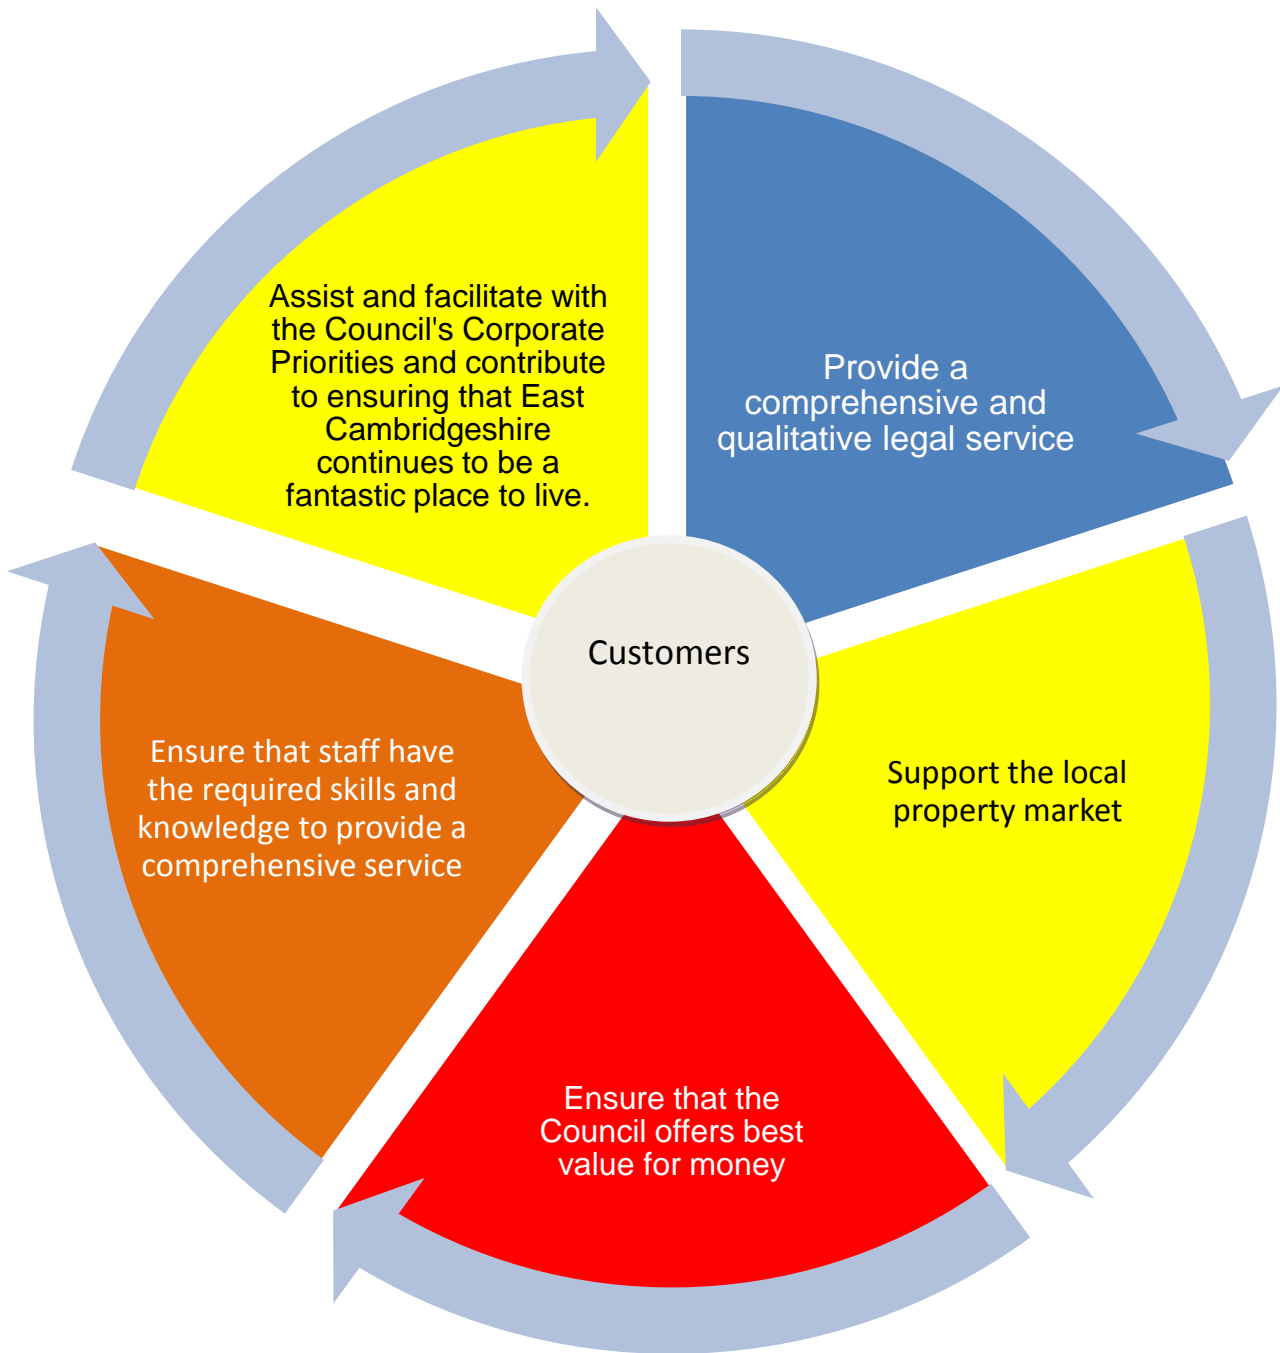 Assist and facilitate with
the Council's Corporate
Priorities and contribute
to ensuring that East
Cambridgeshire
continues to be a
fantastic place to live.
Provide a
comprehensive and
qualitative legal service
Customers
Ensure that staff have
the required skills and
knowledge to provide a
comprehensive service
Support the local
property market
Ensure that the
Council offers best
value for money